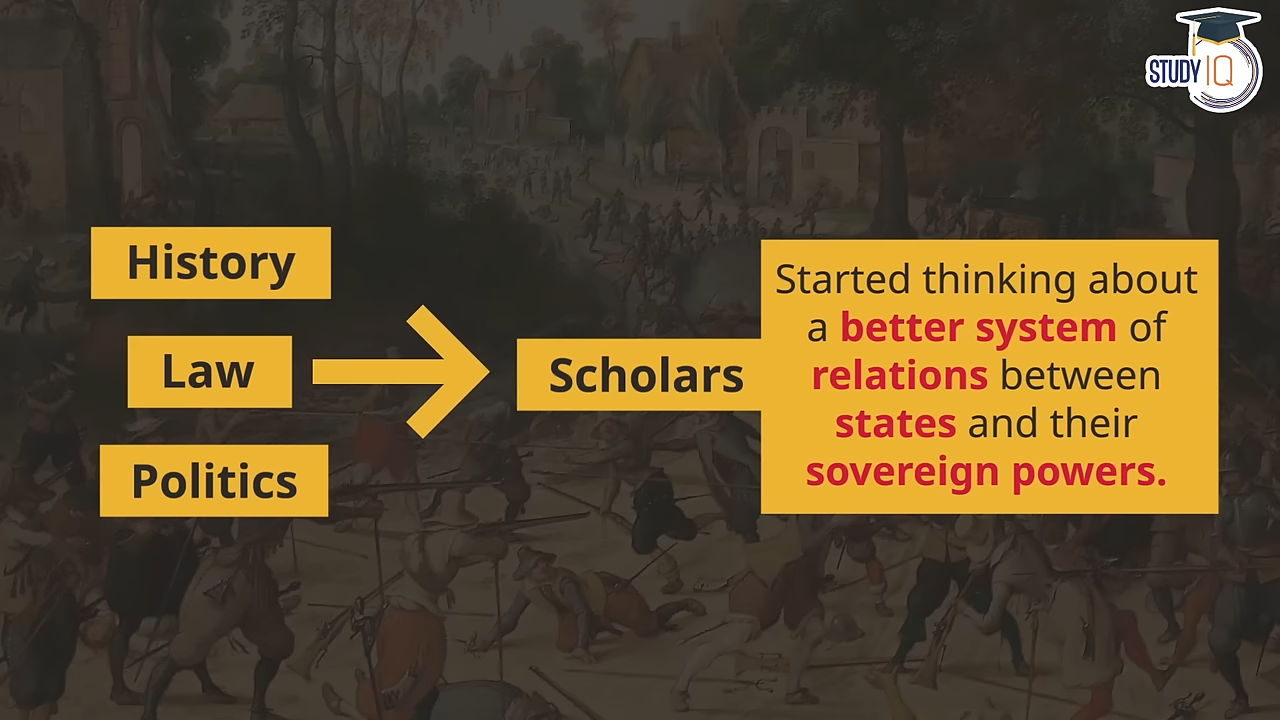 STUDY IQ
History
Law
Politics
Scholars
Started thinking about
a better system of
relations between
states and their
sovereign powers.